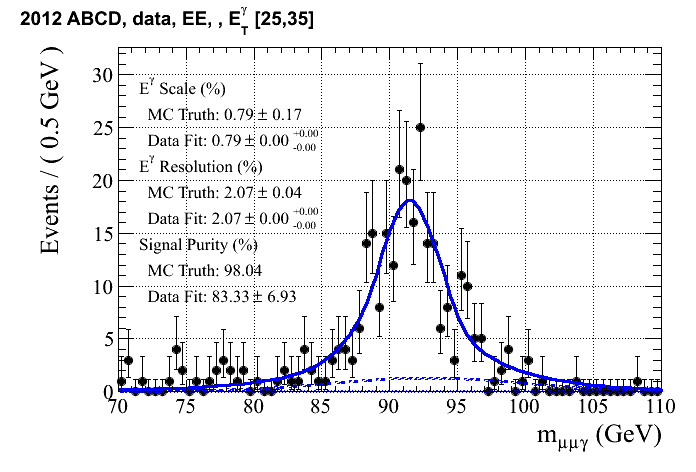 2012 ABCD, data, EE, , E_T^γ [25,35]
Events / ( 0.5 GeV )
30
25
20
15
10
5
0
E^γ Scale (%)
MC Truth: 0.79 ± 0.17
Data Fit: 0.79 ± 0.00 +0.00 -0.00
E^γ Resolution (%)
MC Truth: 2.07 ± 0.04
Data Fit: 2.07 ± 0.00 +0.00 -0.00
Signal Purity (%)
MC Truth: 98.04
Data Fit: 83.33 ± 6.93
70 75 80 85 90 95 100 105 110
m_μμγ (GeV)